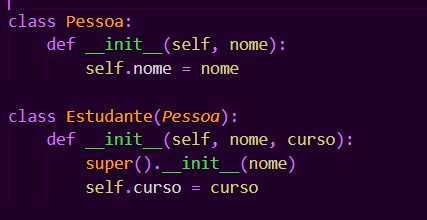 class Pessoa:
    def __init__(self, nome):
        self.nome = nome

class Estudante(Pessoa):
    def __init__(self, nome, curso):
        super().__init__(nome)
        self.curso = curso